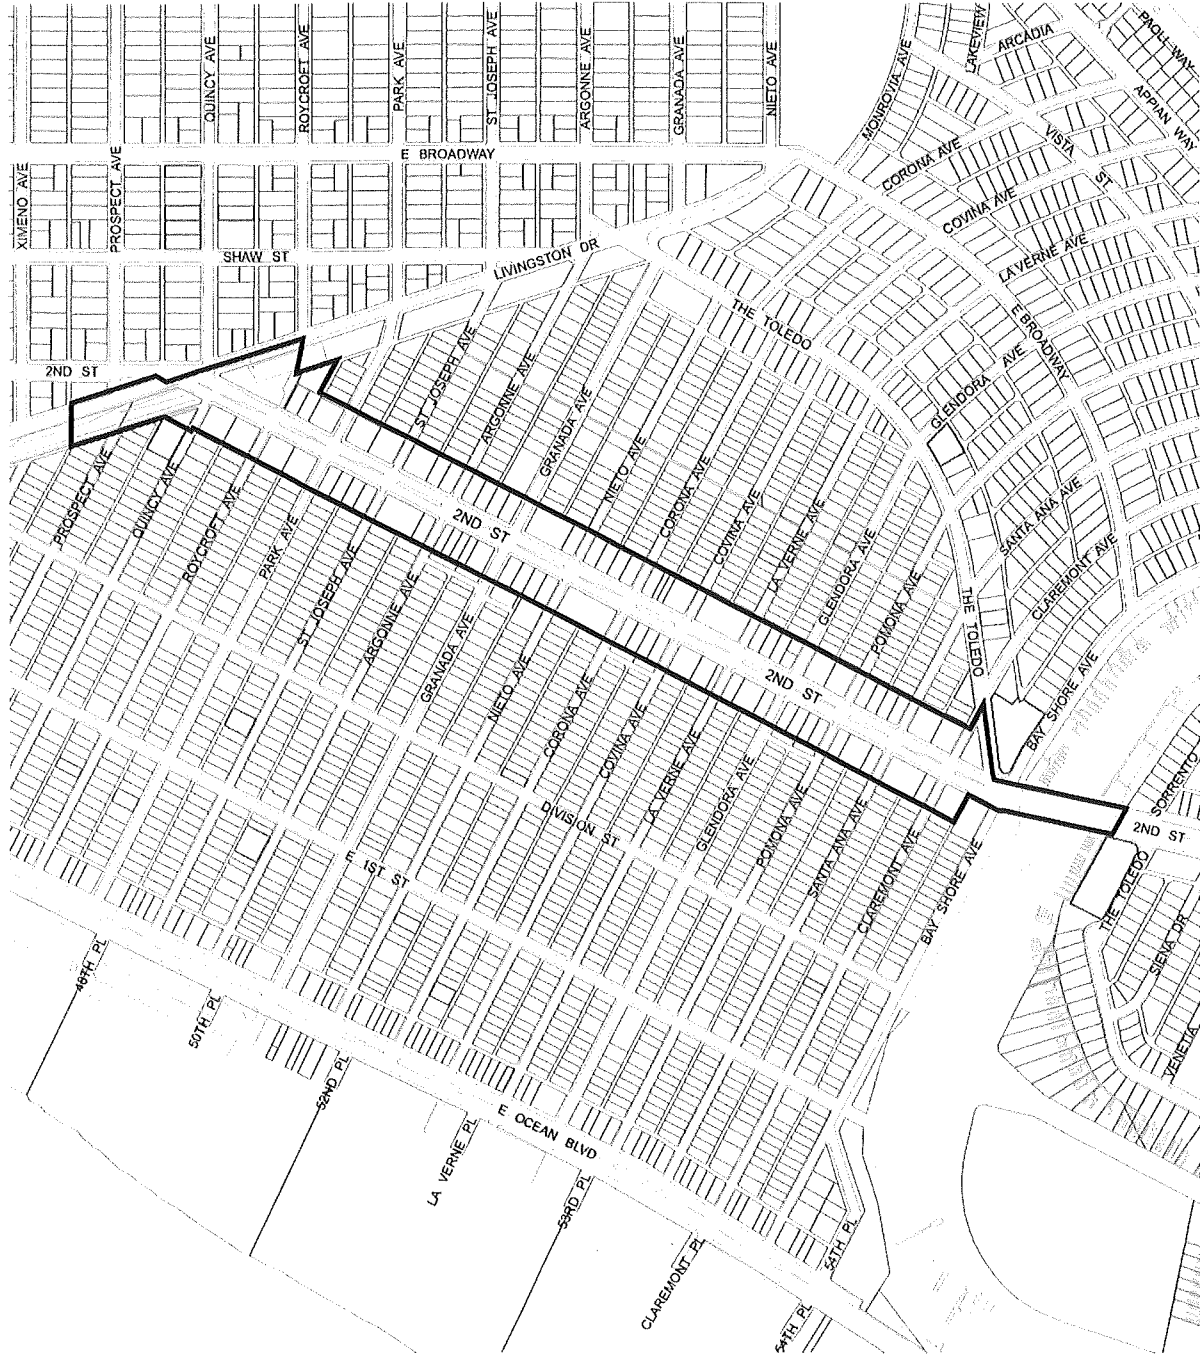 QUINCY AVE
ROYCROFT AVE
PARK AVE
ST JOSEPH AVE
ARGONNE AVE
GRANADA AVE
NIETO AVE
MONROVIA AVE
LAKEVIEW
ARCADIA
PAOLI WAY
APPIAN WAY
XIMENO AVE
PROSPECT AVE
E BROADWAY
CORONA AVE
VISTA ST
COVINA AVE
LA VERNE AVE
SHAW ST
LIVINGSTON DR
THE TOLEDO
E BROADWAY
2ND ST
ST JOSEPH AVE
ARGONNE AVE
GRANADA AVE
GLENDORA AVE
NIETO AVE
CORONA AVE
COVINA AVE
LA VERNE AVE
GLENDORA AVE
POMONA AVE
SANTA ANA AVE
CLAREMONT AVE
PROSPECT AVE
QUINCY AVE
ROYCROFT AVE
PARK AVE
2ND ST
ST JOSEPH AVE
ARGONNE AVE
GRANADA AVE
NIETO AVE
CORONA AVE
COVINA AVE
LA VERNE AVE
2ND ST
THE TOLEDO
BAY SHORE AVE
GLENDORA AVE
POMONA AVE
SANTA ANA AVE
CLAREMONT AVE
BAY SHORE AVE
SORRENTO
2ND ST
DIVISION ST
E 1ST ST
THE TOLEDO
SIENA DR
VENETIA
48TH PL
50TH PL
52ND PL
E OCEAN BLVD
LA VERNE PL
53RD PL
CLAREMONT PL
54TH PL
54TH PL